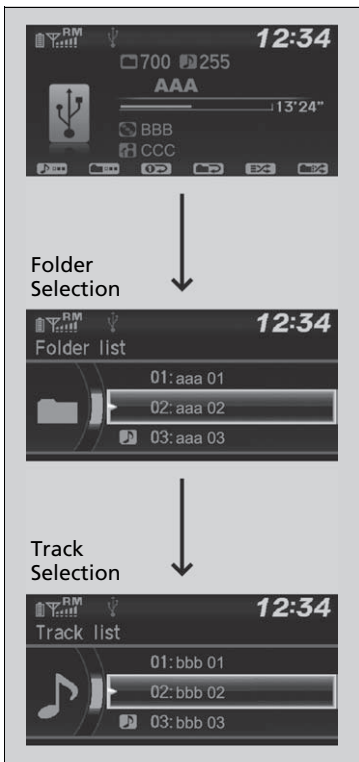 RM 12:34
700 255
AAA
13'24"
BBB
CCC
Folder
Selection
RM 12:34
Folder list
01: aaa 01
02: aaa 02
03: aaa 03
Track
Selection
RM 12:34
Track list
01: bbb 01
02: bbb 02
03: bbb 03